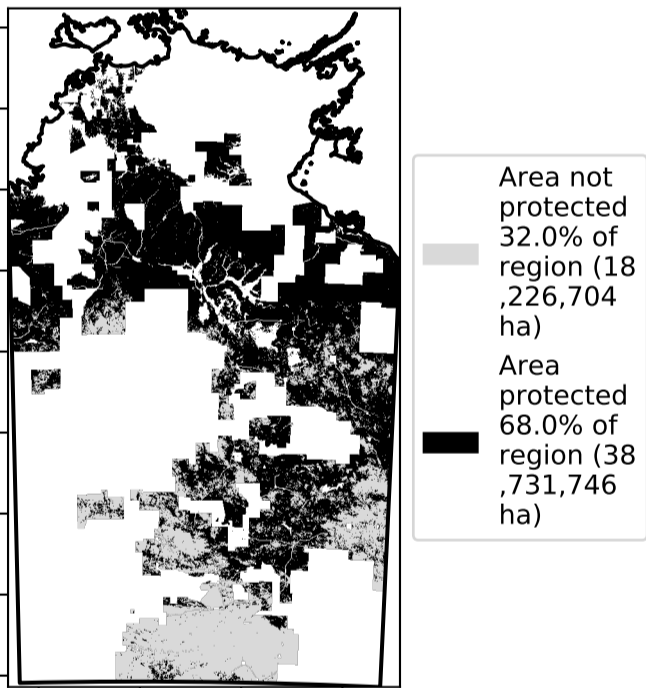 Area not
protected
32.0% of
region (18
,226,704
ha)
Area
protected
68.0% of
region (38
,731,746
ha)